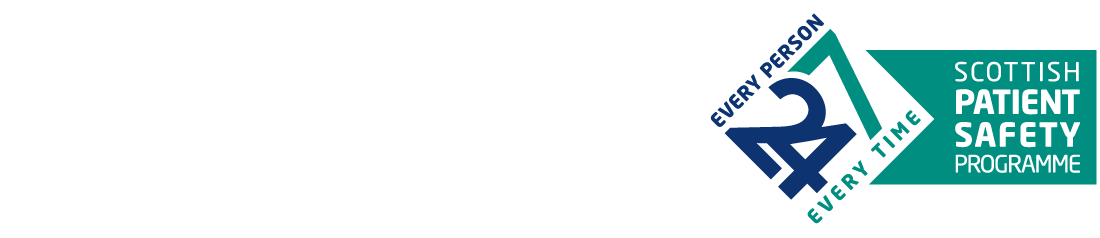 EVERY PERSON
24
7
EVERY TIME
SCOTTISH
PATIENT
SAFETY
PROGRAMME